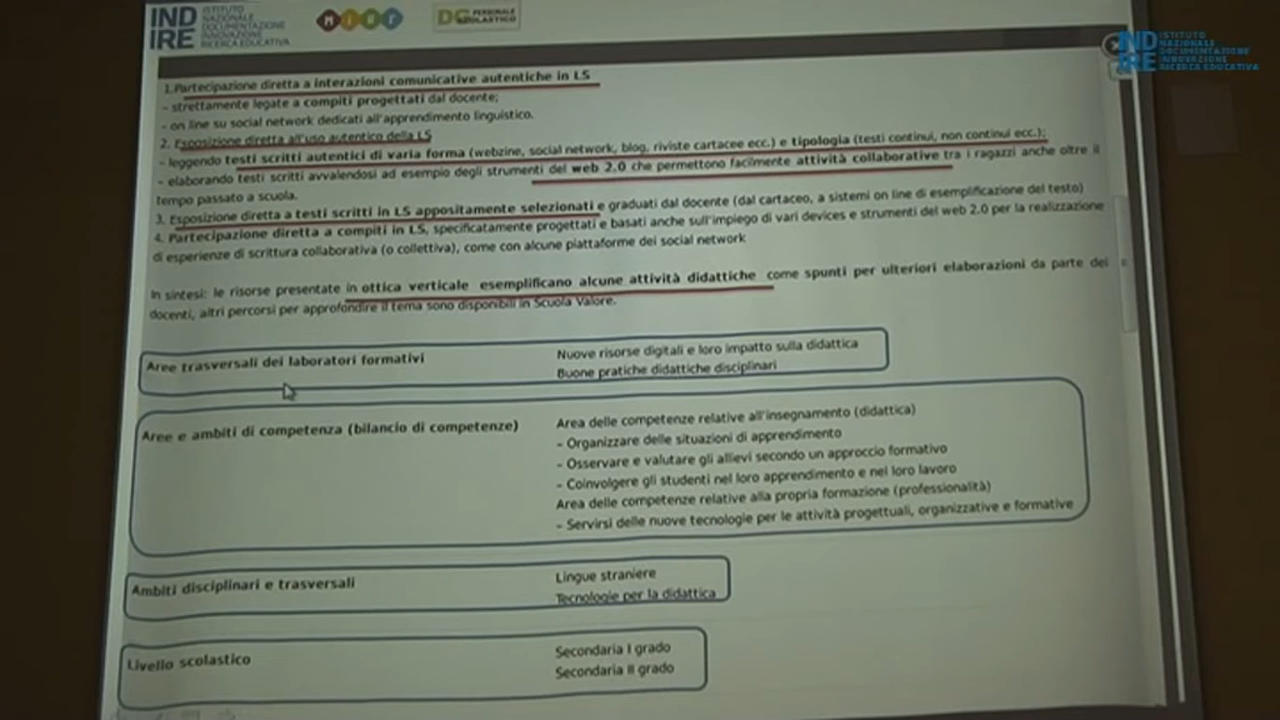 INDIRE ISTITUTO NAZIONALE DOCUMENTAZIONE INNOVAZIONE RICERCA EDUCATIVA
MIUR
DG PERSONALE SCOLASTICO
INDIRE ISTITUTO NAZIONALE DOCUMENTAZIONE INNOVAZIONE RICERCA EDUCATIVA
1.Partecipazione diretta a interazioni comunicative autentiche in LS
- strettamente legate a compiti progettati dal docente;
- on line su social network dedicati all'apprendimento linguistico.
2. Esposizione diretta all'uso autentico della LS
- leggendo testi scritti autentici di varia forma (webzine, social network, blog, riviste cartacee ecc.) e tipologia (testi continui, non continui ecc.);
- elaborando testi scritti avvalendosi ad esempio degli strumenti del web 2.0 che permettono facilmente attività collaborative tra i ragazzi anche oltre il
tempo passato a scuola.
3. Esposizione diretta a testi scritti in LS appositamente selezionati e graduati dal docente (dal cartaceo, a sistemi on line di esemplificazione del testo)
4. Partecipazione diretta a compiti in LS, specificatamente progettati e basati anche sull'impiego di vari devices e strumenti del web 2.0 per la realizzazione
di esperienze di scrittura collaborativa (o collettiva), come con alcune piattaforme dei social network
In sintesi: le risorse presentate in ottica verticale esemplificano alcune attività didattiche come spunti per ulteriori elaborazioni da parte dei
docenti, altri percorsi per approfondire il tema sono disponibili in Scuola Valore.
Aree trasversali dei laboratori formativi
Nuove risorse digitali e loro impatto sulla didattica
Buone pratiche didattiche disciplinari
Aree e ambiti di competenza (bilancio di competenze)
Area delle competenze relative all'insegnamento (didattica)
- Organizzare delle situazioni di apprendimento
- Osservare e valutare gli allievi secondo un approccio formativo
- Coinvolgere gli studenti nel loro apprendimento e nel loro lavoro
Area delle competenze relative alla propria formazione (professionalità)
- Servirsi delle nuove tecnologie per le attività progettuali, organizzative e formative
Ambiti disciplinari e trasversali
Lingue straniere
Tecnologie per la didattica
Livello scolastico
Secondaria I grado
Secondaria II grado